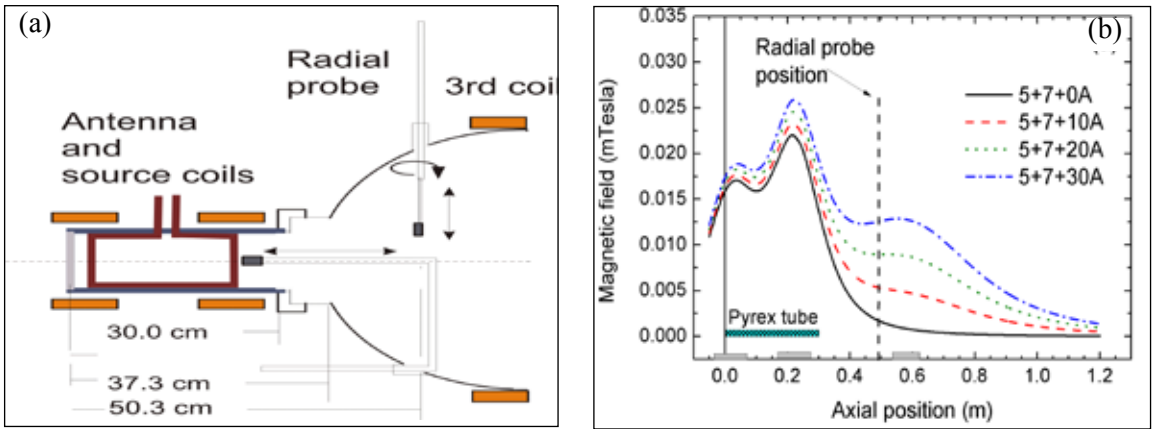 (a)
Radial
probe
3rd coil
Antenna
and
source coils
30.0 cm
37.3 cm
50.3 cm
(b)
Radial probe
position
5+7+0A
5+7+10A
5+7+20A
5+7+30A
Magnetic field (mTesla)
0.035
0.030
0.025
0.020
0.015
0.010
0.005
0.000
Pyrex tube
0.0 0.2 0.4 0.6 0.8 1.0 1.2
Axial position (m)